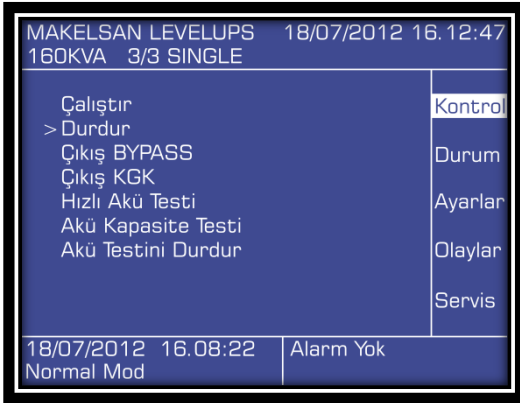 MAKELSAN LEVELUPS 18/07/2012 16.12:47
160KVA 3/3 SINGLE
Çalıştır
>Durdur
Çıkış BYPASS
Çıkış KGK
Hızlı Akü Testi
Akü Kapasite Testi
Akü Testini Durdur
Kontrol
Durum
Ayarlar
Olaylar
Servis
18/07/2012 16.08:22
Normal Mod
Alarm Yok